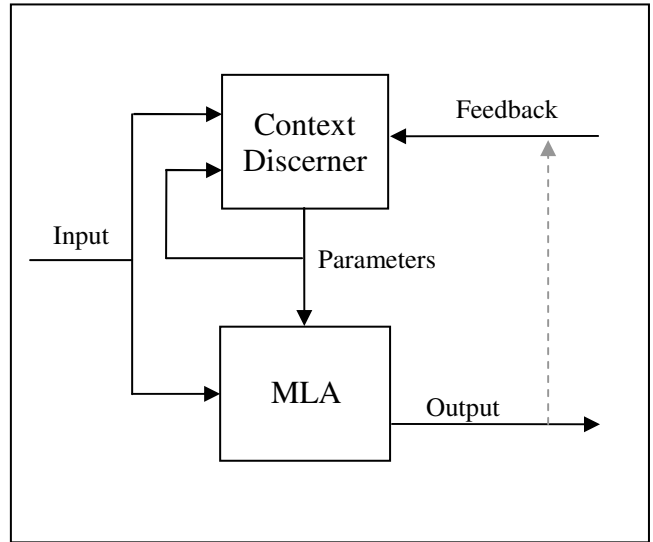 Context
Discerner
Feedback
Input
Parameters
MLA
Output